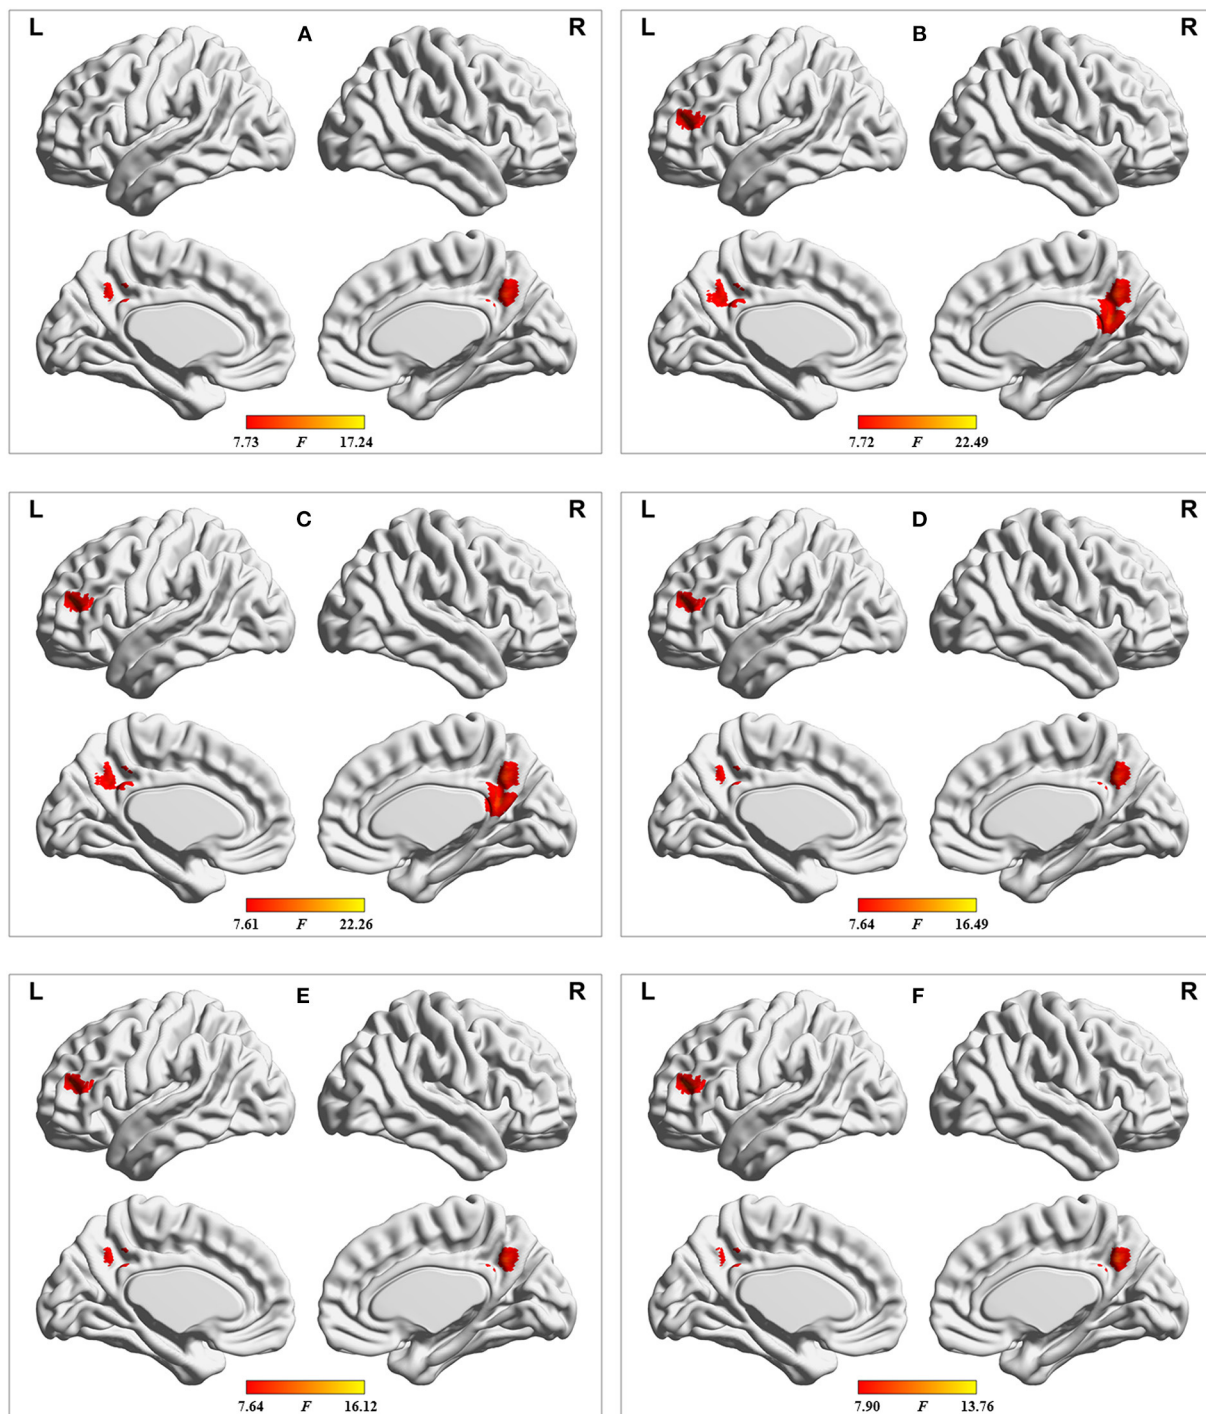 L A R
7.73 F 17.24
L B R
7.72 F 22.49
L C R
7.61 F 22.26
L D R
7.64 F 16.49
L E R
7.64 F 16.12
L F R
7.90 F 13.76